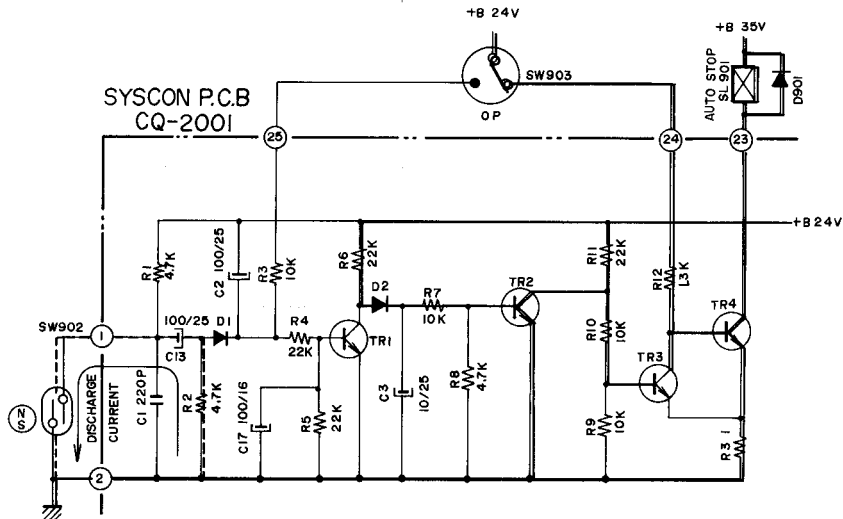 +B 24V
+B 35V
SW903
OP
AUTO STOP
SL 901
D901
SYSCON P.C.B
CQ-2001
25
24
23
+B 24V
R1
4.7K
C2 100/25
R3
10K
R6
22K
R11
22K
R12
1.3K
D2
R7
10K
TR2
TR4
SW902
1
100/25
C13
D1
R4
22K
TR1
R10
10K
TR3
NS
DISCHARGE
CURRENT
C1 220P
R2
4.7K
C17 100/16
R5
22K
C3
10/25
R8
4.7K
R9
10K
R31
2